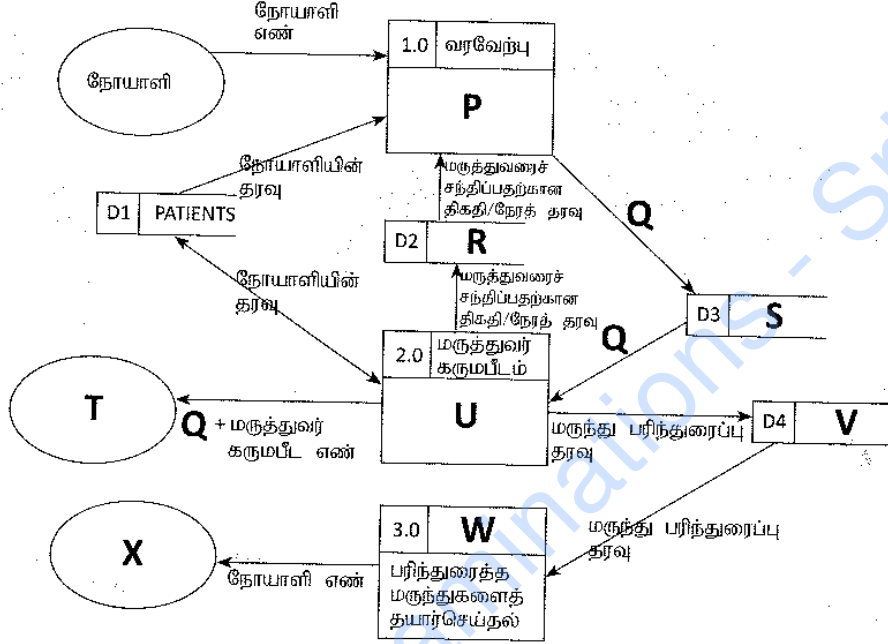 நோயாளி
எண்
1.0 வரவேற்பு
நோயாளி
P
நோயாளியின்
தரவு
மருத்துவரைச்
சந்திப்பதற்கான
திகதி/நேரத் தரவு
Q
D1 PATIENTS
D2 R
நோயாளியின்
தரவு
மருத்துவரைச்
சந்திப்பதற்கான
திகதி/நேரத் தரவு
D3 S
Q
2.0 மருத்துவர்
கருமபீடம்
T
U
Q + மருத்துவர்
கருமபீட எண்
மருந்து பரிந்துரைப்பு
தரவு
D4 V
3.0 W
மருந்து பரிந்துரைப்பு
தரவு
X
நோயாளி எண்
பரிந்துரைத்த
மருந்துகளைத்
தயார்செய்தல்
aminations - Sri